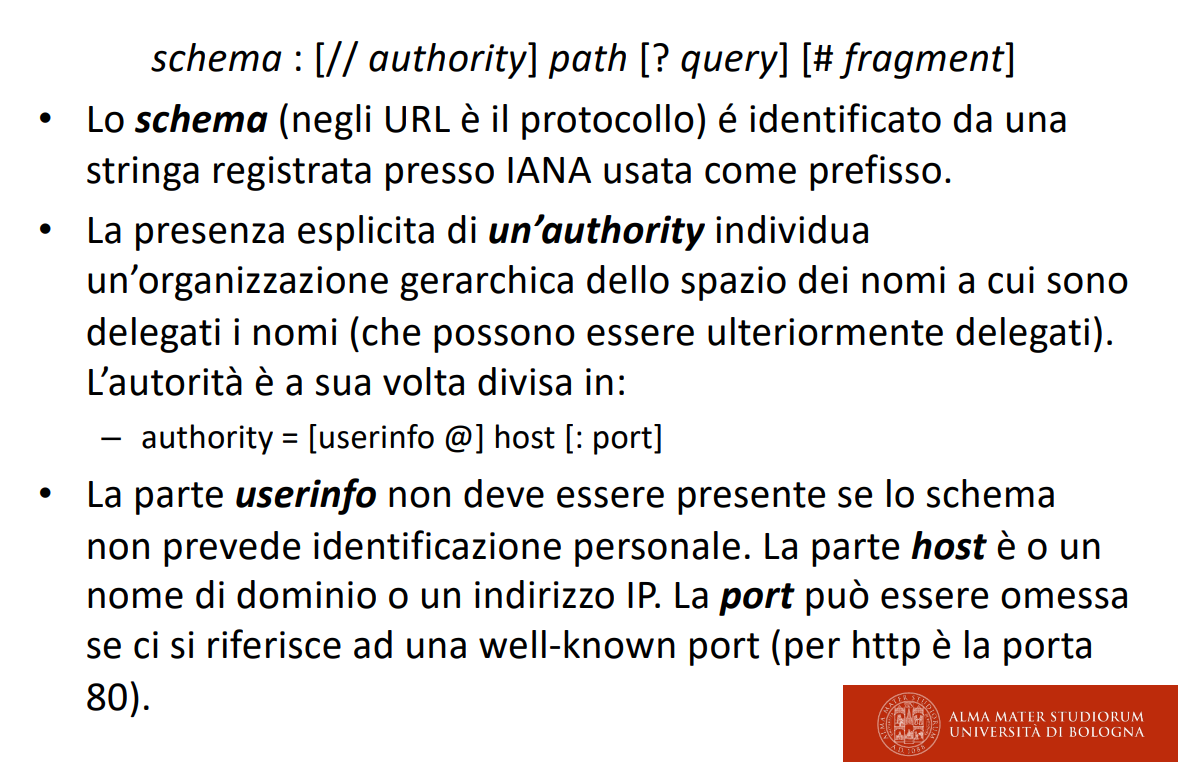 schema : [// authority] path [? query] [# fragment]
• Lo schema (negli URL è il protocollo) é identificato da una
stringa registrata presso IANA usata come prefisso.
• La presenza esplicita di un’authority individua
un’organizzazione gerarchica dello spazio dei nomi a cui sono
delegati i nomi (che possono essere ulteriormente delegati).
L’autorità è a sua volta divisa in:
– authority = [userinfo @] host [: port]
• La parte userinfo non deve essere presente se lo schema
non prevede identificazione personale. La parte host è o un
nome di dominio o un indirizzo IP. La port può essere omessa
se ci si riferisce ad una well-known port (per http è la porta
80).
ALMA MATER STUDIORUM
UNIVERSITÀ DI BOLOGNA